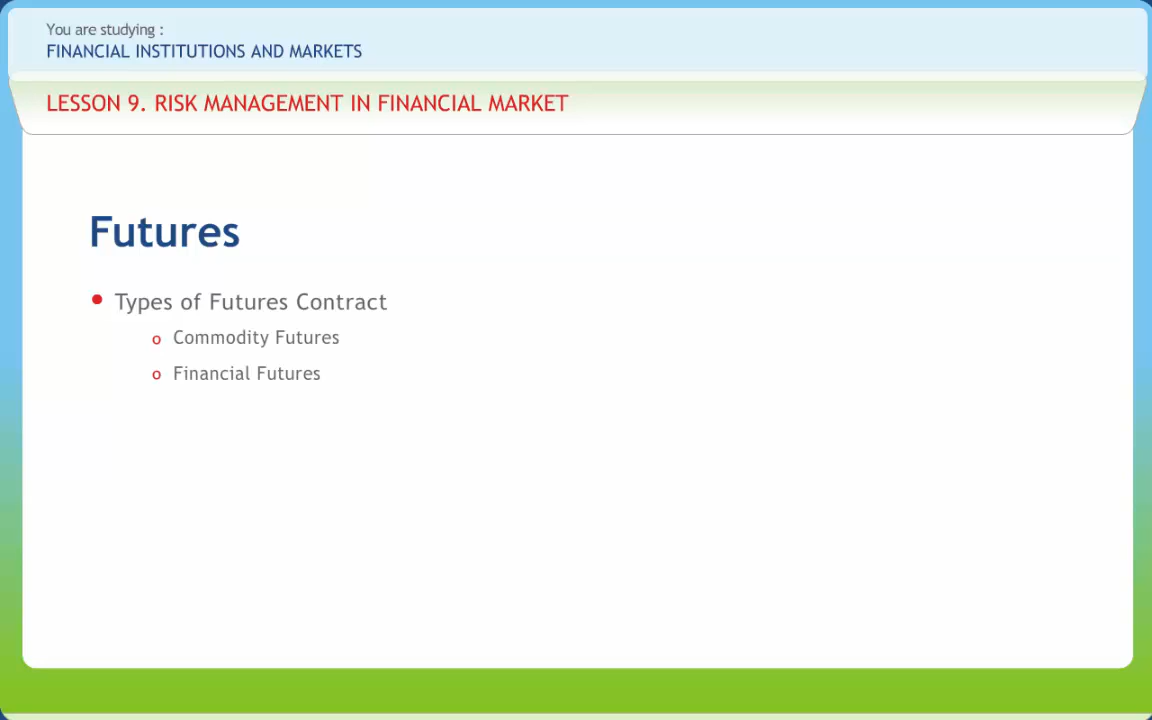 You are studying :
FINANCIAL INSTITUTIONS AND MARKETS
LESSON 9. RISK MANAGEMENT IN FINANCIAL MARKET
Futures
• Types of Futures Contract
o Commodity Futures
o Financial Futures